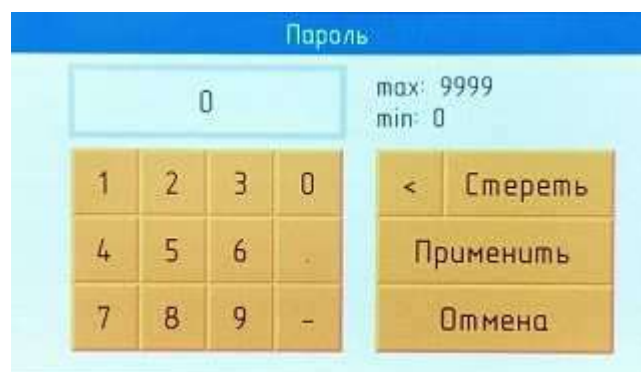 Пароль
0
max: 9999
min: 0
1 2 3 0 < Стереть
4 5 6 . Применить
7 8 9 - Отмена